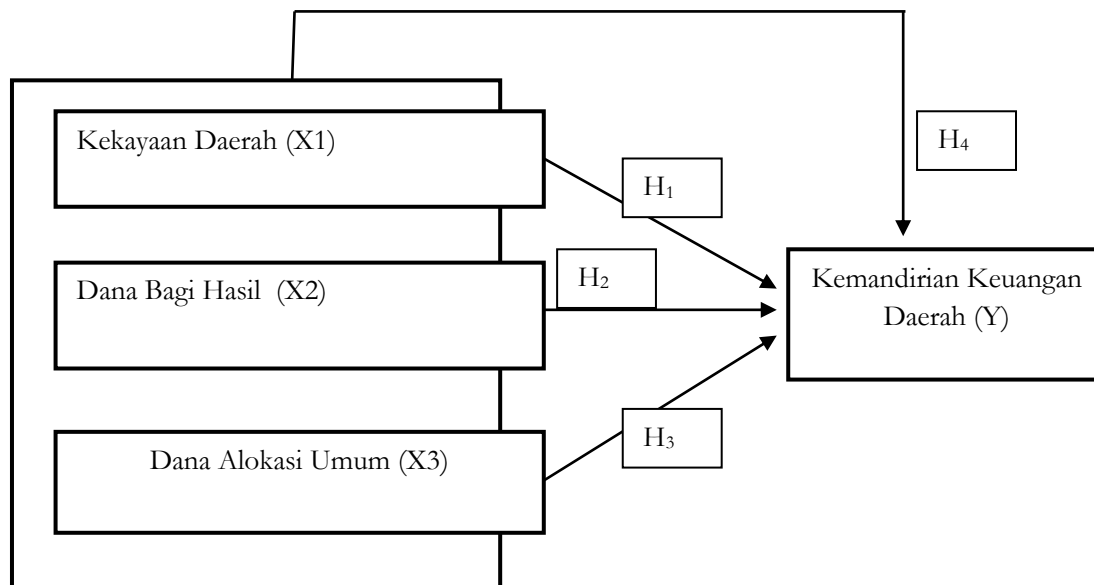 Kekayaan Daerah (X1)
H₁
H₄
Dana Bagi Hasil (X2)
H₂
Kemandirian Keuangan
Daerah (Y)
Dana Alokasi Umum (X3)
H₃